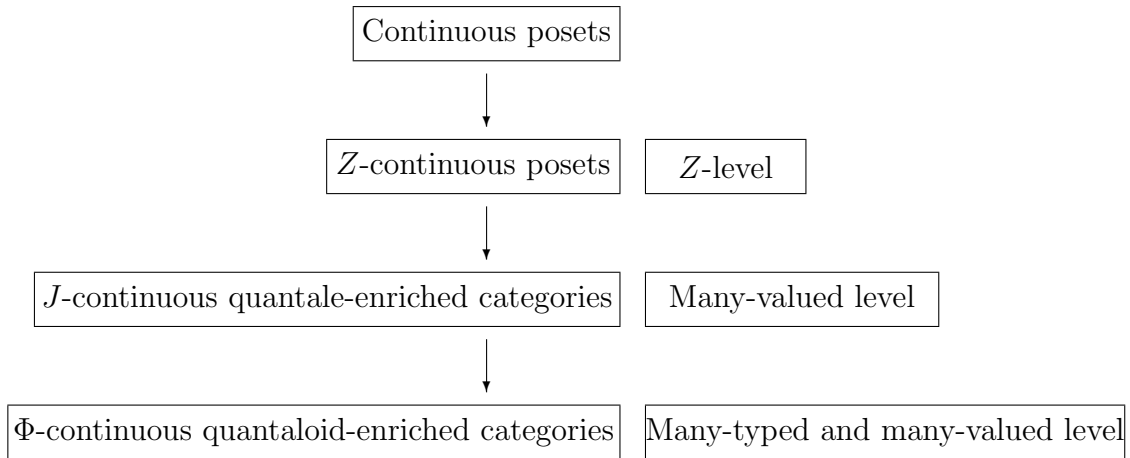 Continuous posets
Z-continuous posets
Z-level
J-continuous quantale-enriched categories
Many-valued level
Φ-continuous quantaloid-enriched categories
Many-typed and many-valued level